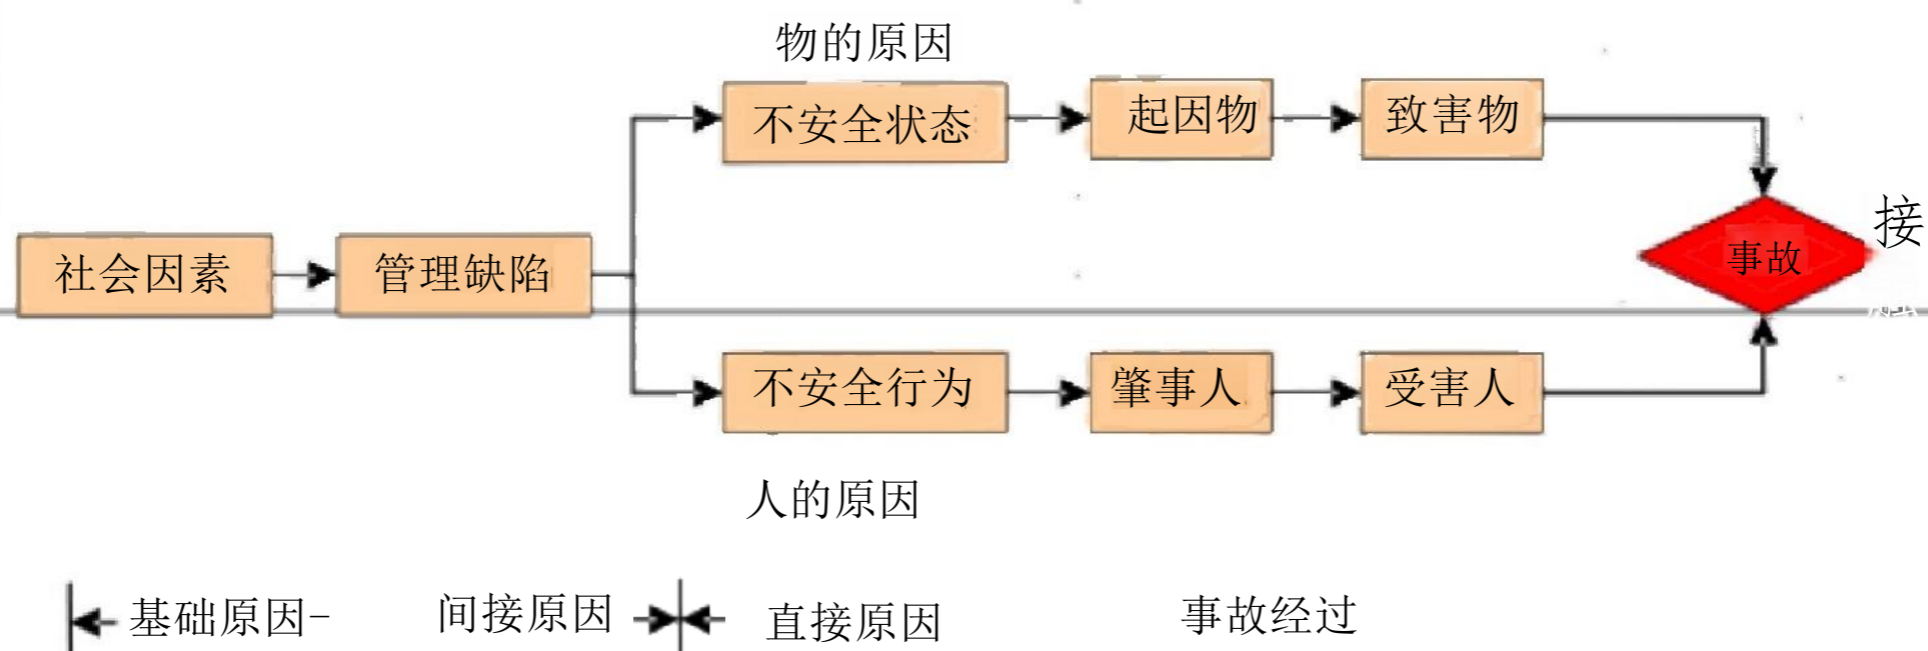 物的原因
不安全状态
起因物
致害物
社会因素
管理缺陷
事故
接
不安全行为
肇事人
受害人
人的原因
基础原因-
间接原因
直接原因
事故经过